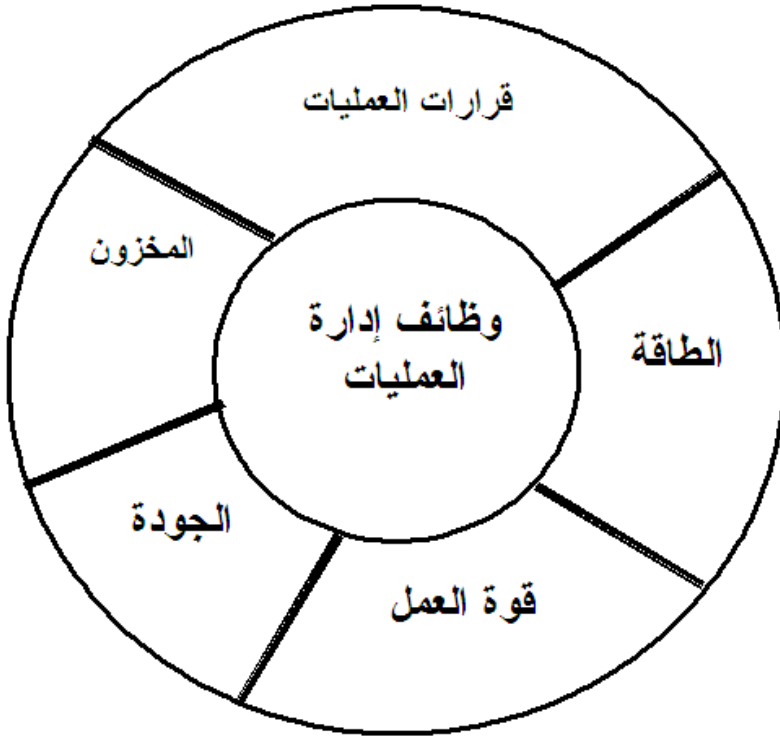 قرارات العمليات
المخزون
وظائف إدارة
العمليات
الطاقة
الجودة
قوة العمل